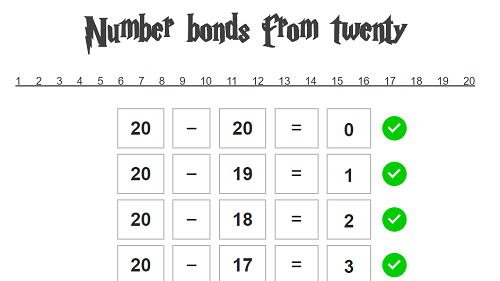 Number bonds from twenty
1 2 3 4 5 6 7 8 9 10 11 12 13 14 15 16 17 18 19 20
20 – 20 = 0
20 – 19 = 1
20 – 18 = 2
20 – 17 = 3